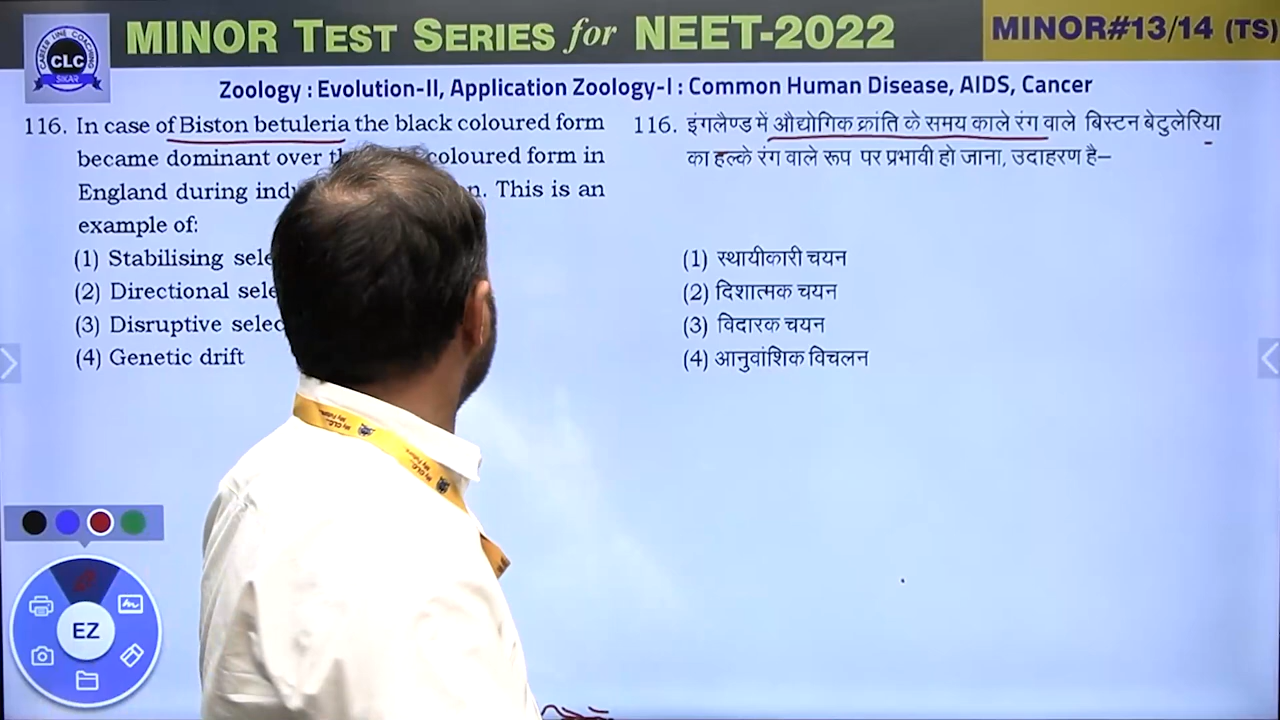 CAREER LINE COACHING
CLC
SIKAR
MINOR TEST SERIES for NEET-2022
MINOR#13/14 (TS)
Zoology : Evolution-II, Application Zoology-I : Common Human Disease, AIDS, Cancer
116. In case of Biston betuleria the black coloured form
became dominant over coloured form in
England during This is an
example of:
(1) Stabilising
(2) Directional
(3) Disruptive
(4) Genetic drift
116. इंगलैण्ड में औद्योगिक क्रांति के समय काले रंग वाले बिस्टन बेटुलेरिया
का हल्के रंग वाले रूप पर प्रभावी हो जाना, उदाहरण है–
(1) स्थायीकारी चयन
(2) दिशात्मक चयन
(3) विदारक चयन
(4) आनुवांशिक विचलन
EZ